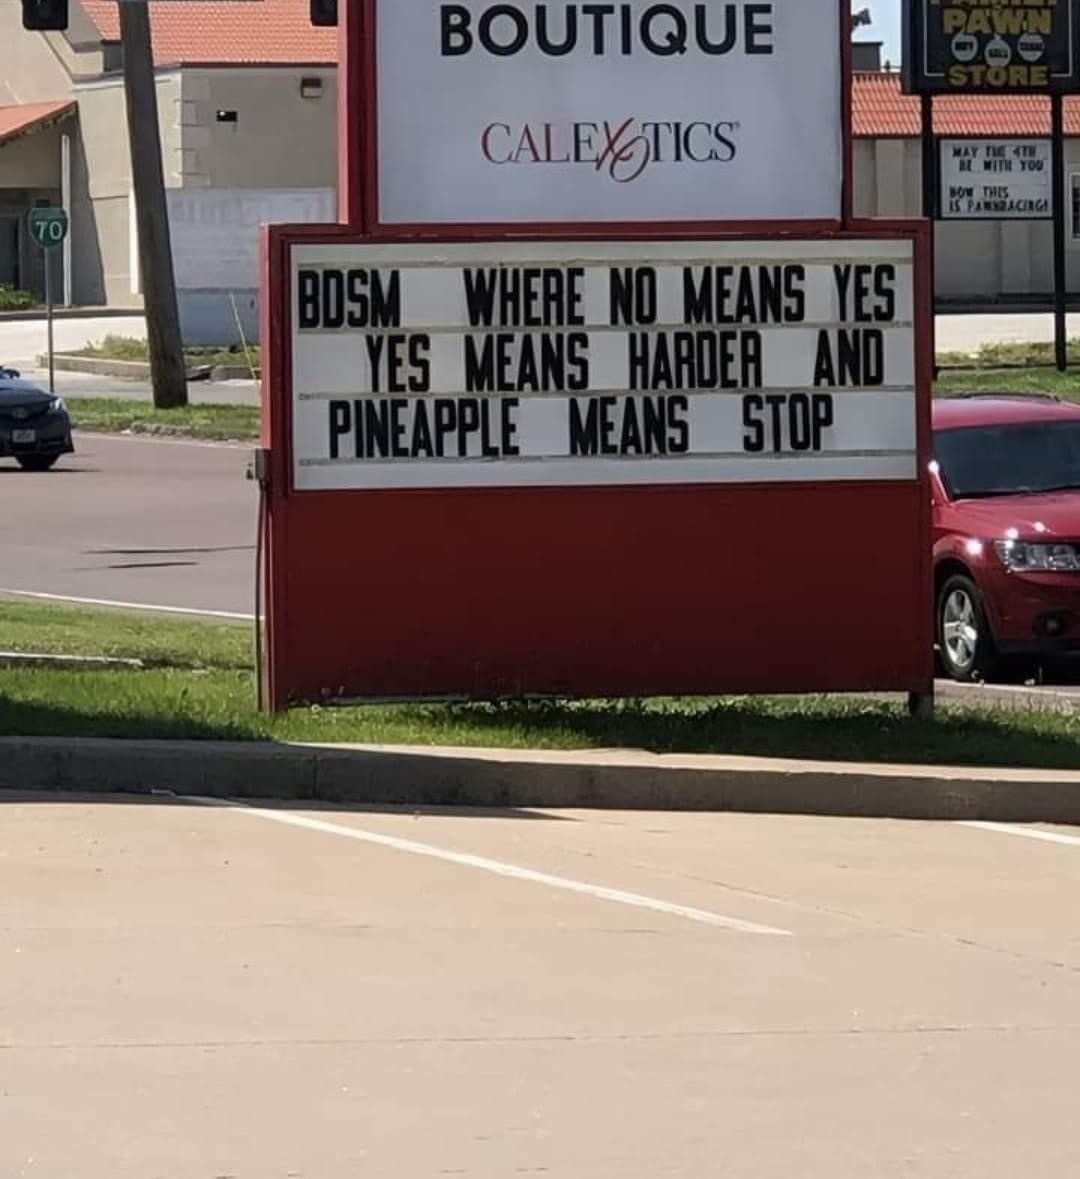 BOUTIQUE
CALEXOTICS
BDSM WHERE NO MEANS YES
YES MEANS HARDER AND
PINEAPPLE MEANS STOP
70
PAWN
STORE
MAY THE 4TH
BE WITH YOU
NOW THIS
IS PAWNRACING!